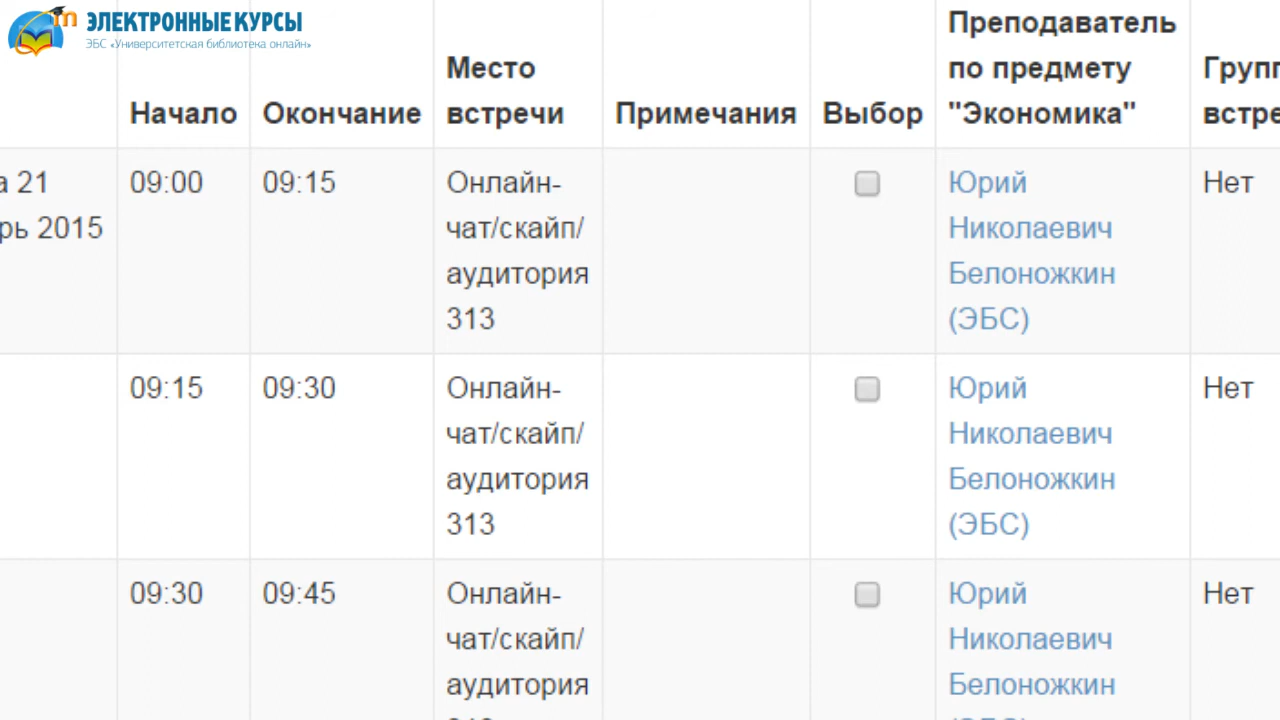 ЭЛЕКТРОННЫЕ КУРСЫ
ЭБС «Университетская библиотека онлайн»
Начало
Окончание
Место
встречи
Примечания
Выбор
Преподаватель
по предмету
"Экономика"
Групп
встре
а 21
рь 2015
09:00
09:15
Онлайн-
чат/скайп/
аудитория
313
Юрий
Николаевич
Белоножкин
(ЭБС)
Нет
09:15
09:30
Онлайн-
чат/скайп/
аудитория
313
Юрий
Николаевич
Белоножкин
(ЭБС)
Нет
09:30
09:45
Онлайн-
чат/скайп/
аудитория
Юрий
Николаевич
Белоножкин
Нет